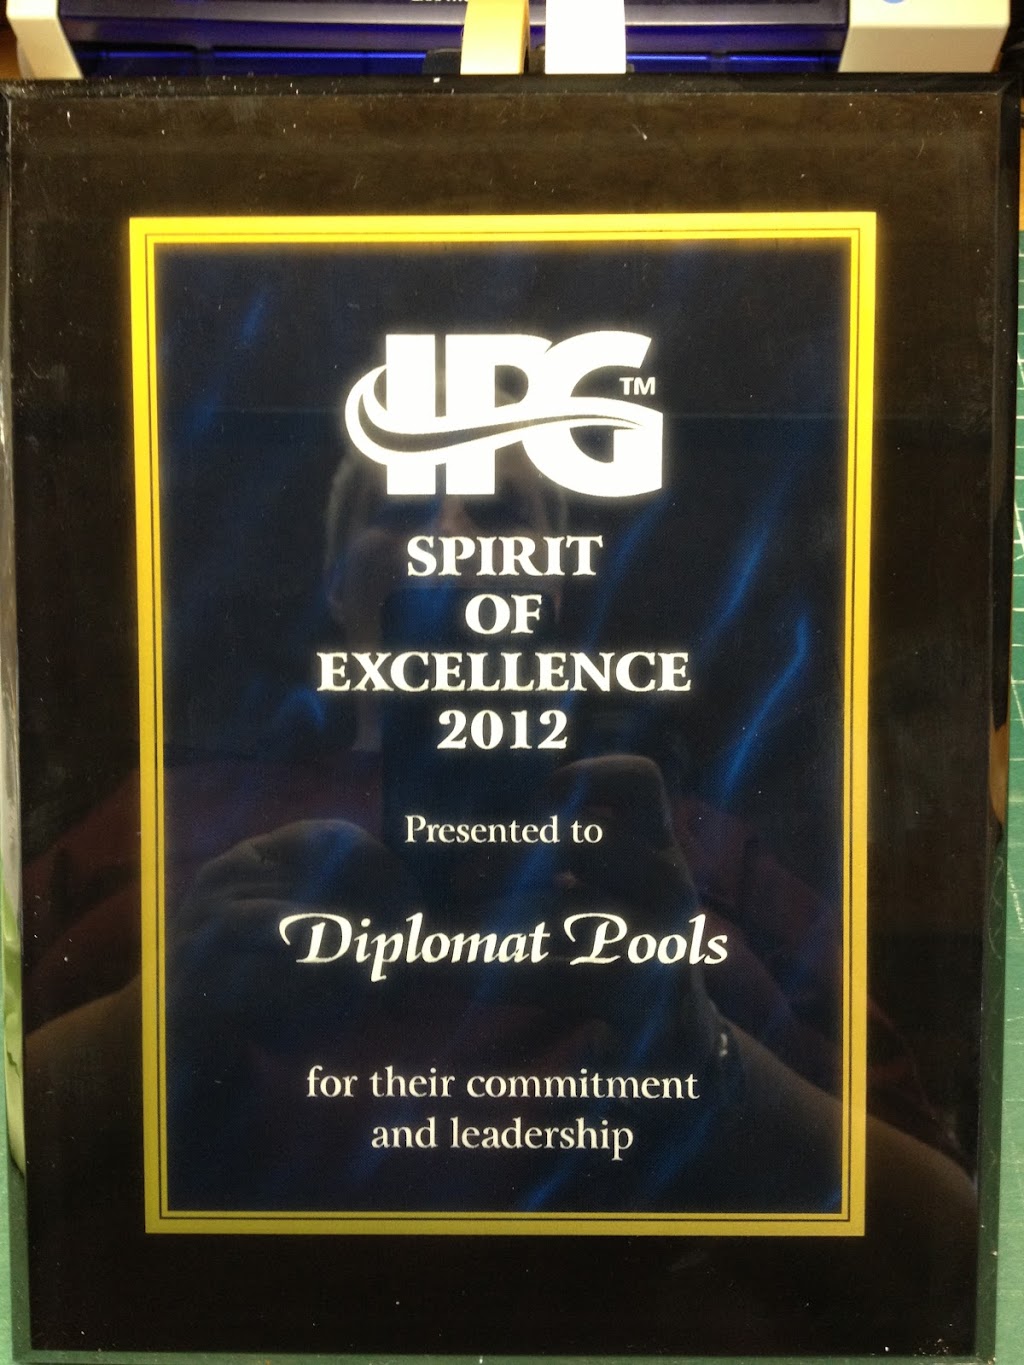 IPG™
SPIRIT
OF
EXCELLENCE
2012
Presented to
Diplomat Pools
for their commitment
and leadership